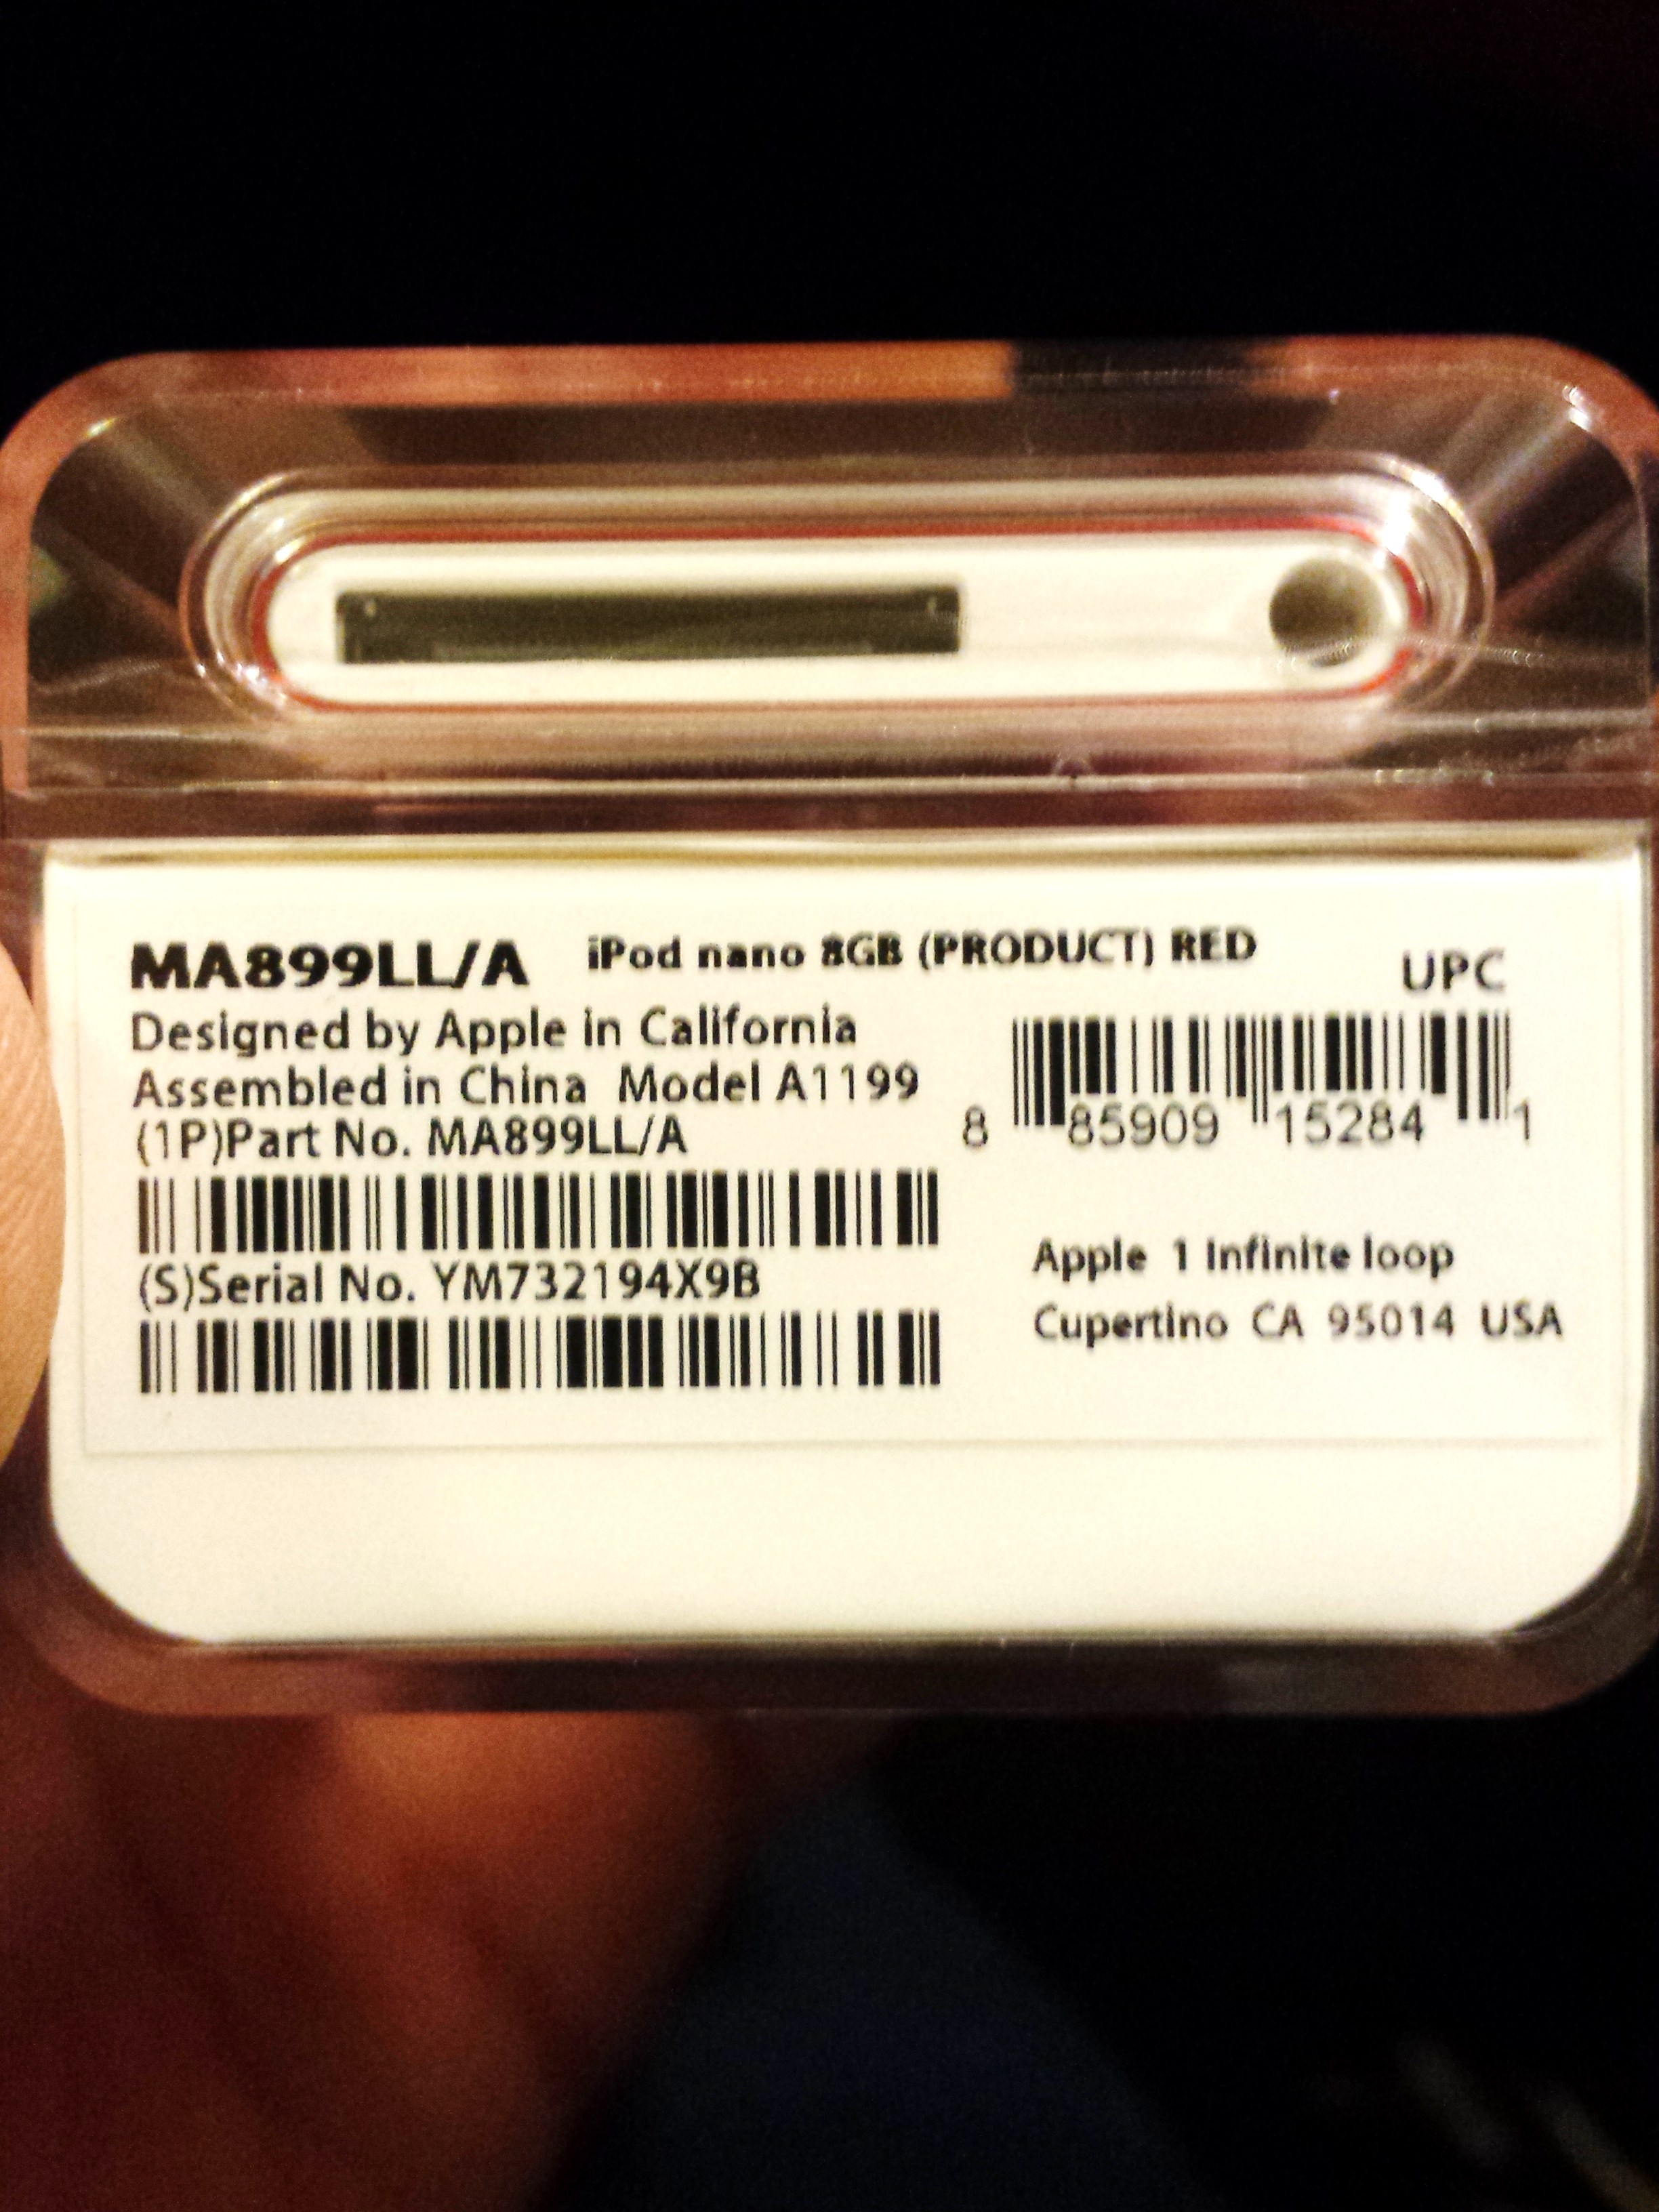 MA899LL/A iPod nano 8GB (PRODUCT) RED
Designed by Apple in California
Assembled in China Model A1199
(1P)Part No. MA899LL/A
(S)Serial No. YM732194X9B
UPC
8 85909 15284 1
Apple 1 Infinite loop
Cupertino CA 95014 USA